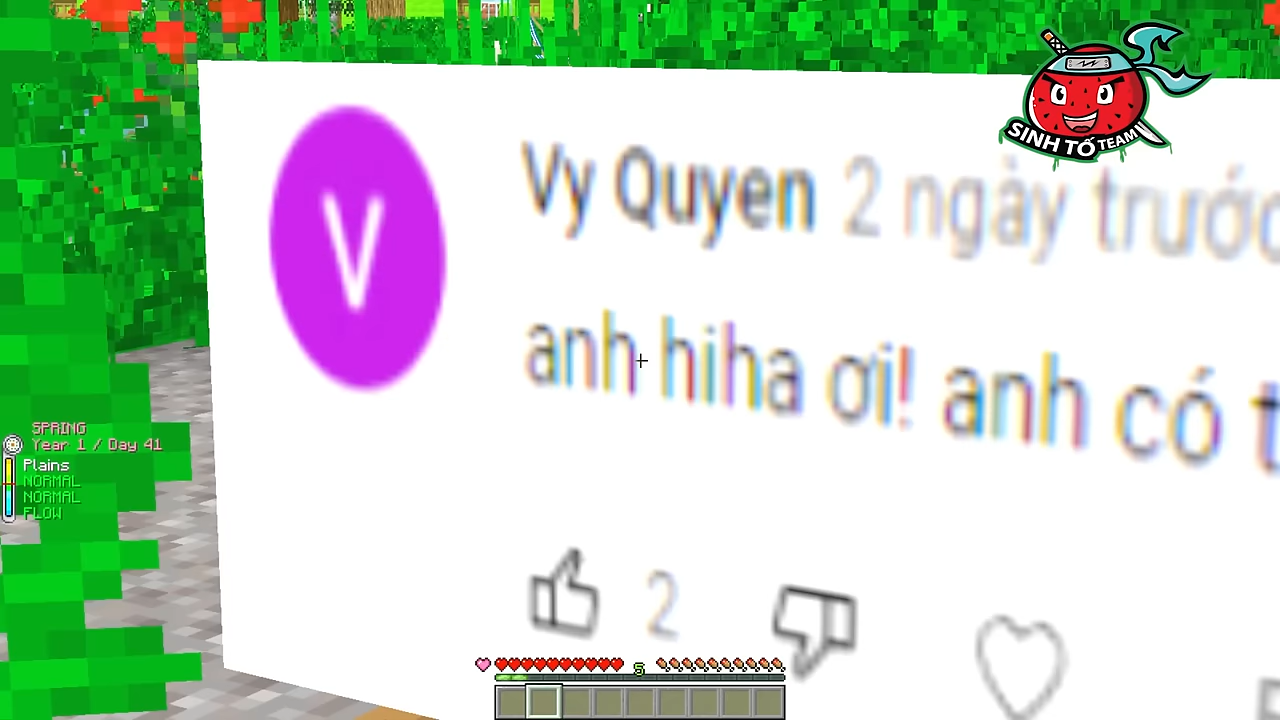 SINH TỐ TEAM
V
Vy Quyen 2 ngày trước
anh hiha ơi! anh có
2
SPRING
Year 1 / Day 41
Plains
NORMAL
NORMAL
FLOW
5